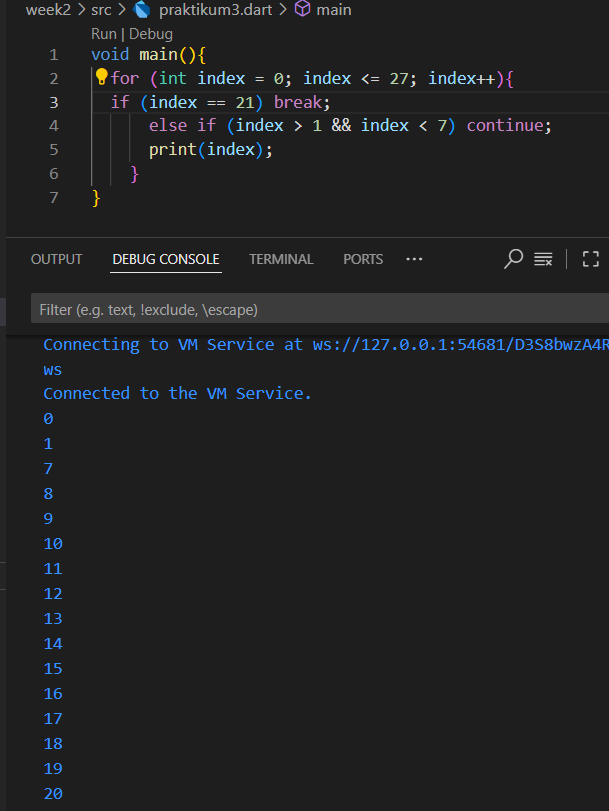 week2 > src > praktikum3.dart > main
Run | Debug
1 void main(){
2 for (int index = 0; index <= 27; index++){
3 if (index == 21) break;
4 else if (index > 1 && index < 7) continue;
5 print(index);
6 }
7 }
OUTPUT DEBUG CONSOLE TERMINAL PORTS ···
Filter (e.g. text, !exclude, \escape)
Connecting to VM Service at ws://127.0.0.1:54681/D3S8bwzA4R
ws
Connected to the VM Service.
0
1
7
8
9
10
11
12
13
14
15
16
17
18
19
20